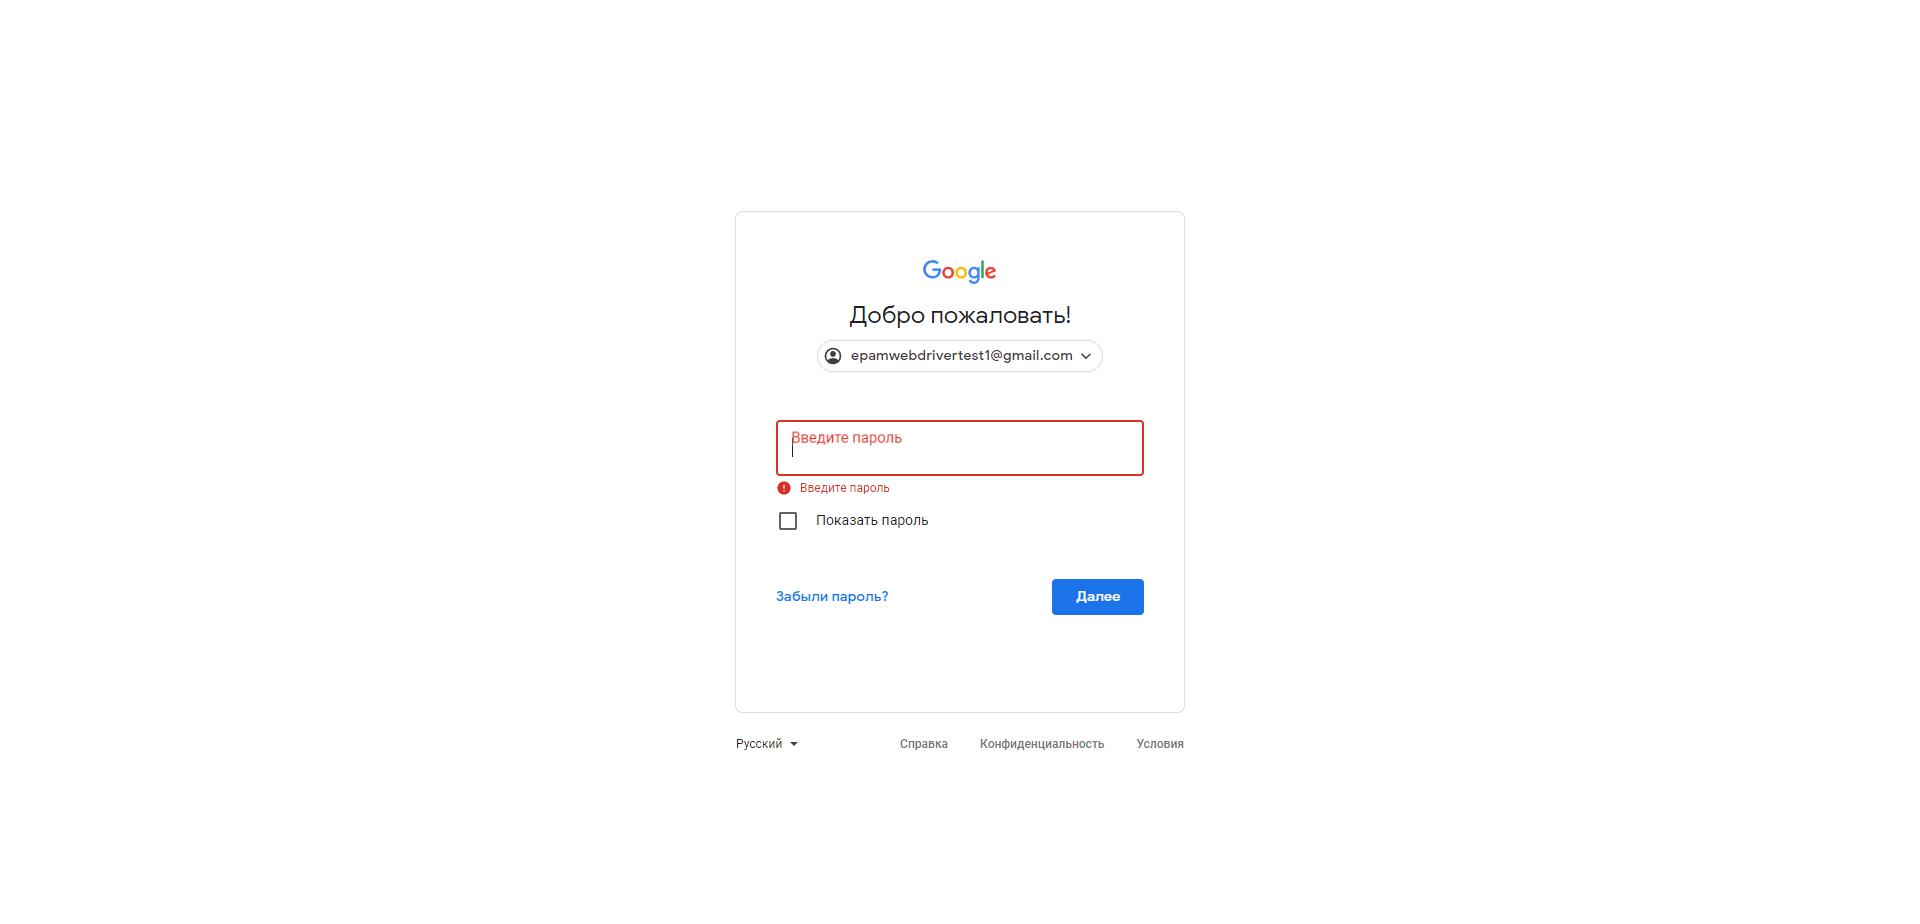 Google
Добро пожаловать!
epamwebdrivertest1@gmail.com
Введите пароль
Введите пароль
Показать пароль
Забыли пароль?
Далее
Русский
Справка
Конфиденциальность
Условия